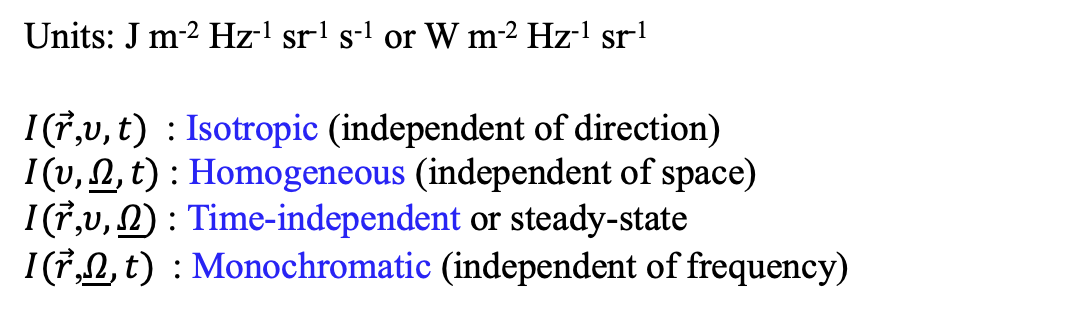 Units: J m⁻² Hz⁻¹ sr⁻¹ s⁻¹ or W m⁻² Hz⁻¹ sr⁻¹
I(r⃗,υ, t) : Isotropic (independent of direction)
I(υ, Ω̲, t) : Homogeneous (independent of space)
I(r⃗,υ, Ω̲) : Time-independent or steady-state
I(r⃗,Ω̲, t) : Monochromatic (independent of frequency)